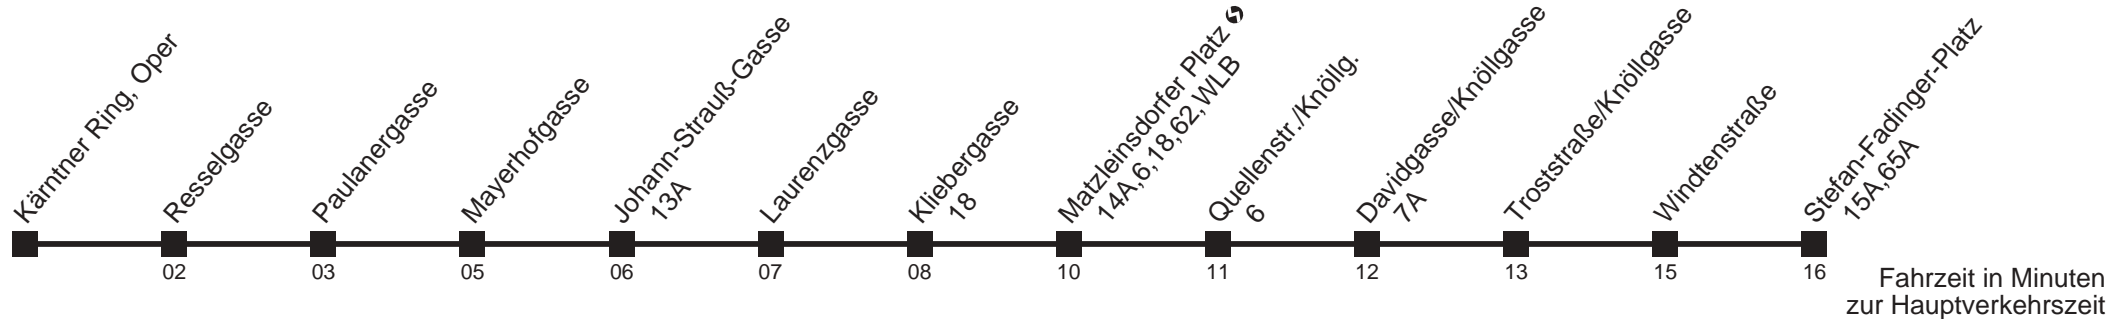 Kärntner Ring, Oper
Resselgasse
Paulanergasse
Mayerhofgasse
Johann-Strauß-Gasse
13A
Laurenzgasse
Kliebergasse
18
Matzleinsdorfer Platz
14A,6,18,62,WLB
Quellenstr./Knöllg.
6
Davidgasse/Knöllgasse
7A
Troststraße/Knöllgasse
Windtenstraße
Stefan-Fadinger-Platz
15A,65A
02
03
05
06
07
08
10
11
12
13
15
16
Fahrzeit in Minuten
zur Hauptverkehrszeit